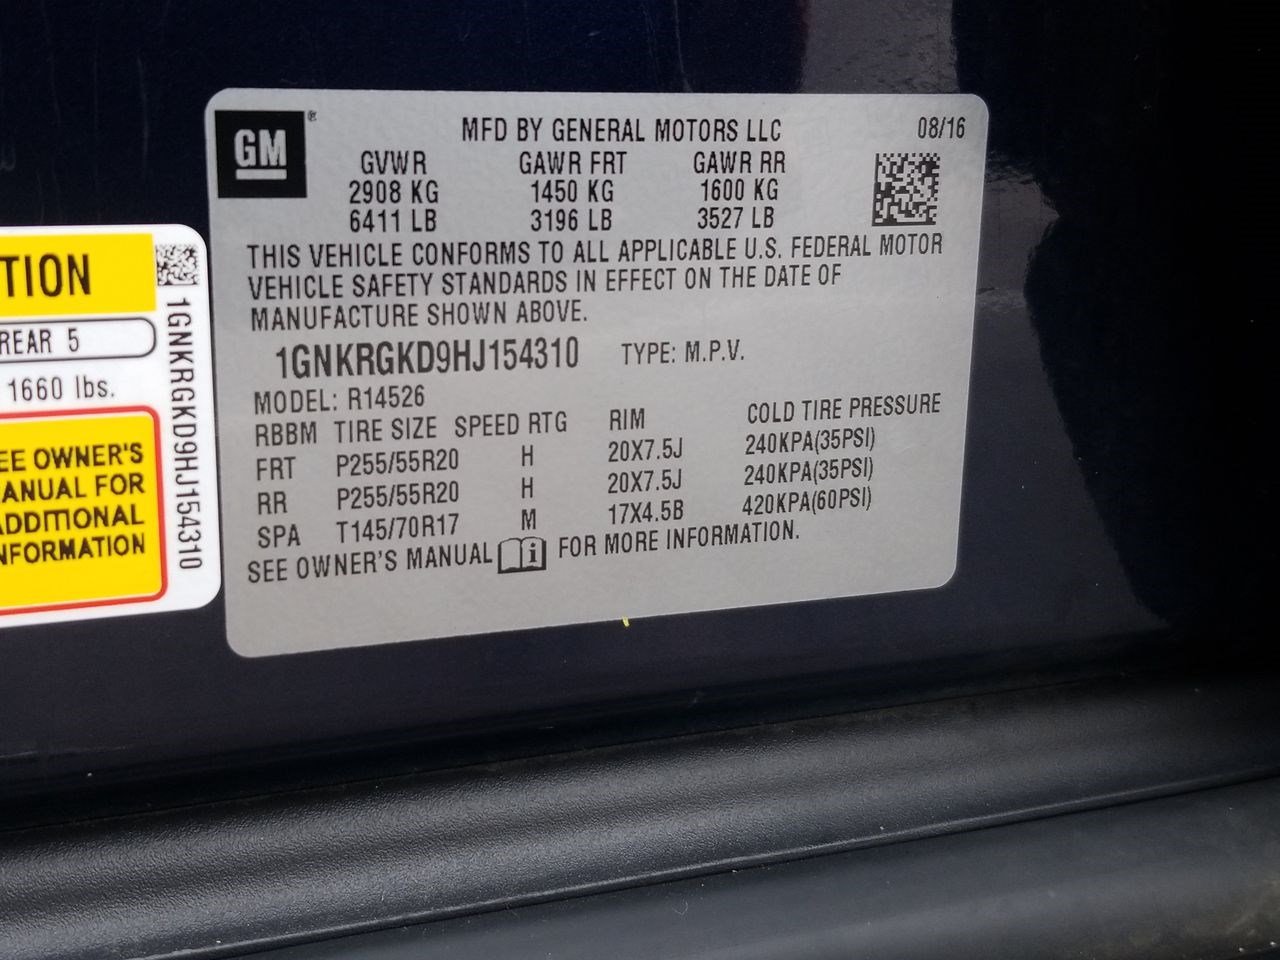 GM®
MFD BY GENERAL MOTORS LLC 08/16
GVWR GAWR FRT GAWR RR
2908 KG 1450 KG 1600 KG
6411 LB 3196 LB 3527 LB
THIS VEHICLE CONFORMS TO ALL APPLICABLE U.S. FEDERAL MOTOR
VEHICLE SAFETY STANDARDS IN EFFECT ON THE DATE OF
MANUFACTURE SHOWN ABOVE.
1GNKRGKD9HJ154310 TYPE: M.P.V.
MODEL: R14526
RBBM TIRE SIZE SPEED RTG RIM COLD TIRE PRESSURE
FRT P255/55R20 H 20X7.5J 240KPA(35PSI)
RR P255/55R20 H 20X7.5J 240KPA(35PSI)
SPA T145/70R17 M 17X4.5B 420KPA(60PSI)
SEE OWNER'S MANUAL i FOR MORE INFORMATION.
TION
REAR 5
1660 lbs.
EE OWNER'S
ANUAL FOR
ADDITIONAL
NFORMATION
1GNKRGKD9HJ154310